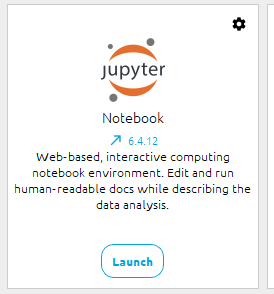 jupyter
Notebook
6.4.12
Web-based, interactive computing
notebook environment. Edit and run
human-readable docs while describing the
data analysis.
Launch